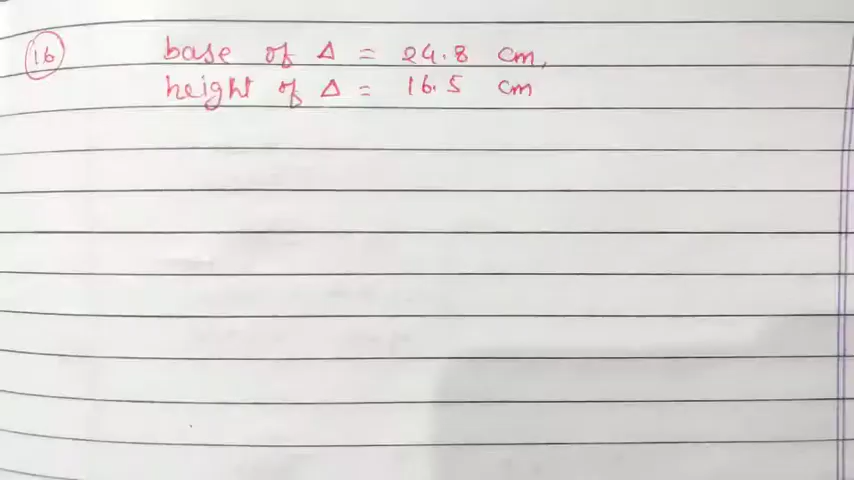 16 base of Δ = 24.8 cm,
height of Δ = 16.5 cm